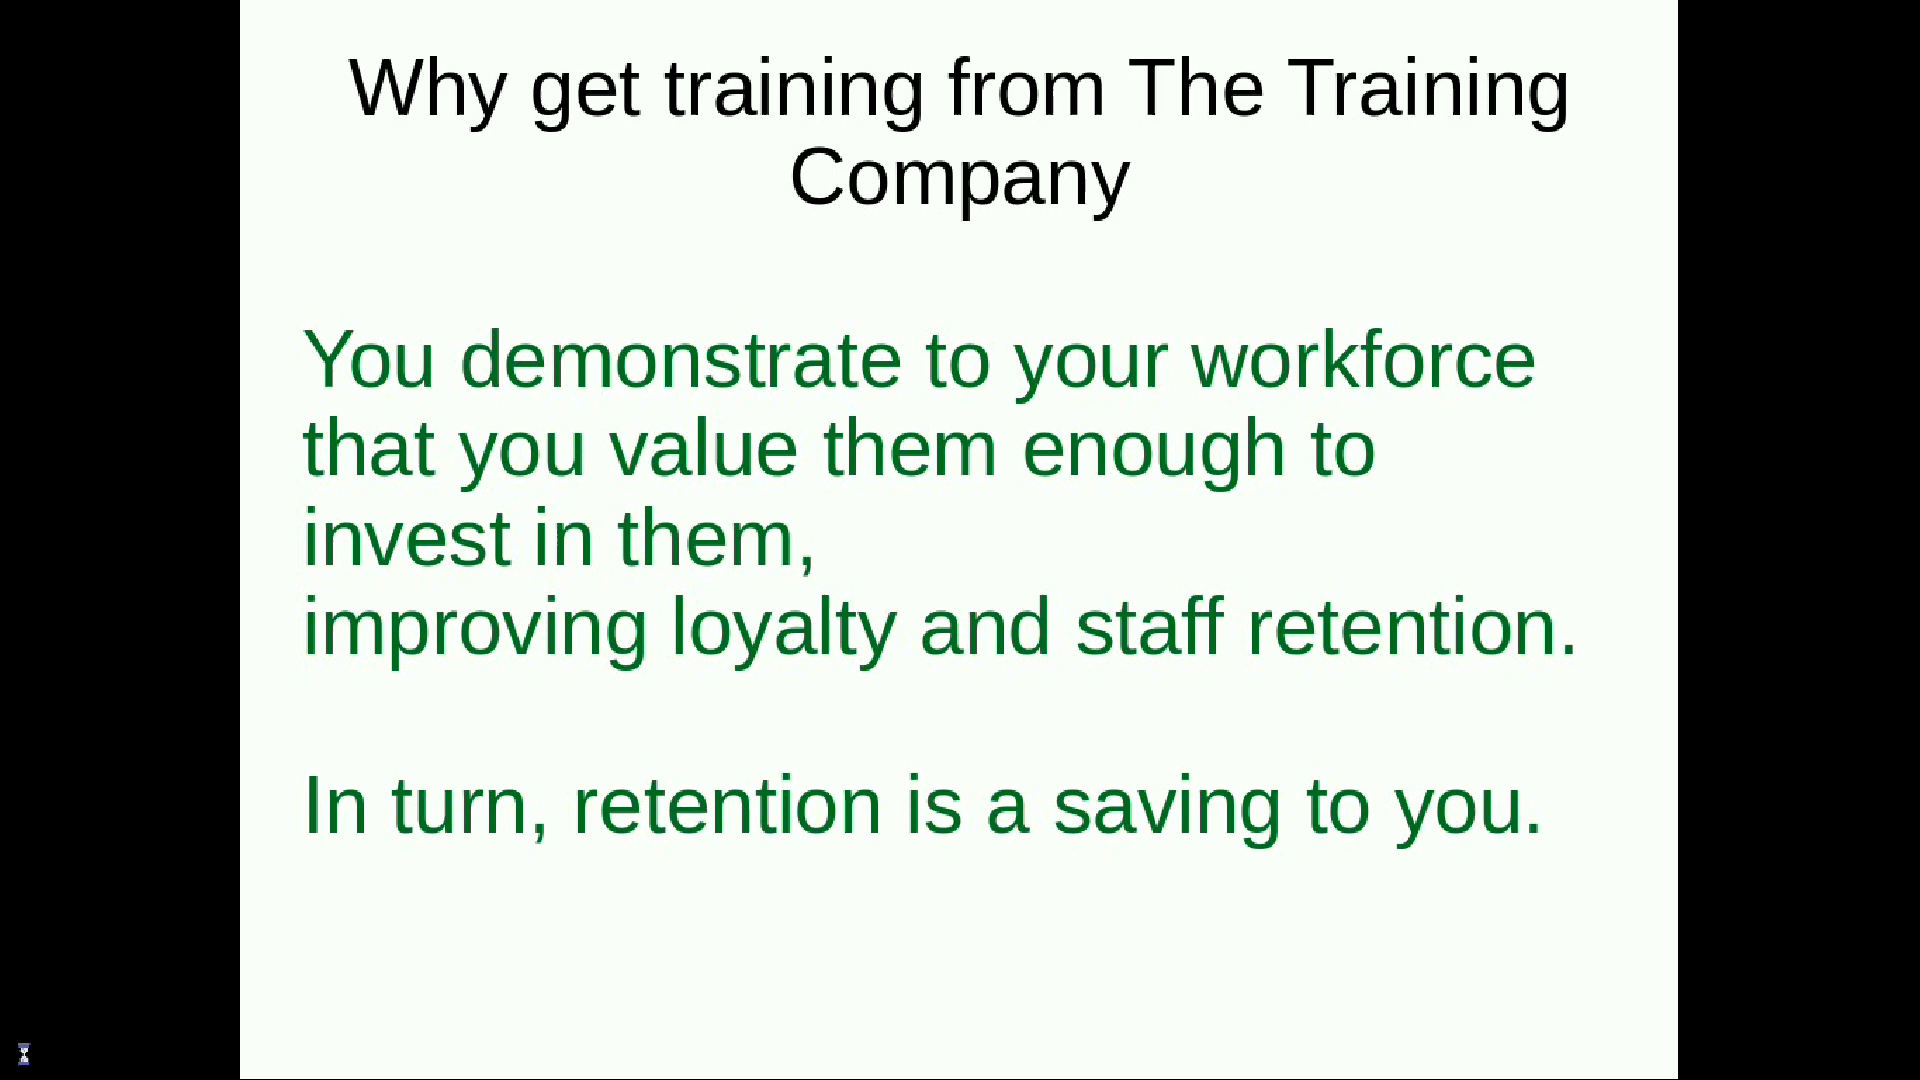 Why get training from The Training
Company
You demonstrate to your workforce
that you value them enough to
invest in them,
improving loyalty and staff retention.
In turn, retention is a saving to you.